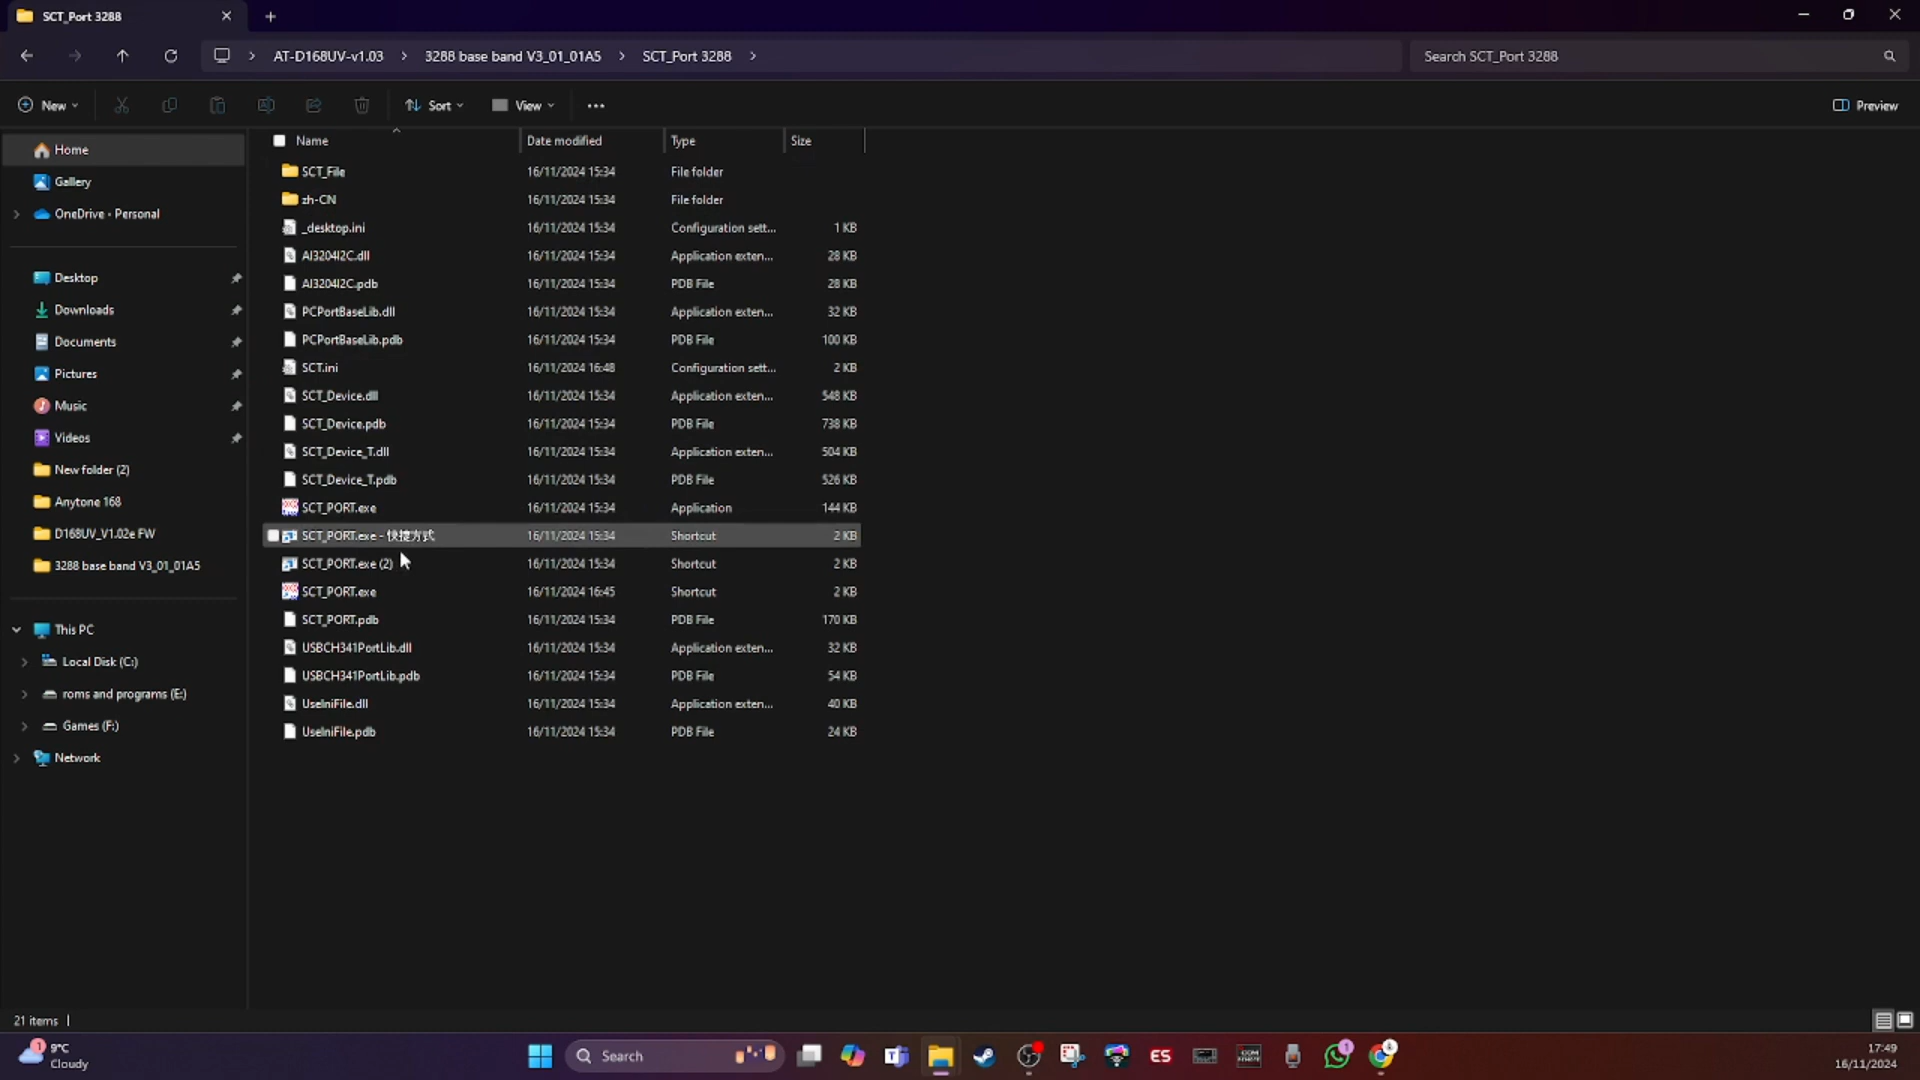 SCT_Port 3288
AT-D168UV-v1.03 > 3288 base band V3_01_01A5 > SCT_Port 3288 >
Search SCT_Port 3288
New
Sort
View
Preview
Home
Gallery
OneDrive - Personal
Desktop
Downloads
Documents
Pictures
Music
Videos
New folder (2)
Anytone 168
D168UV_V1.02e FW
3288 base band V3_01_01A5
This PC
Local Disk (C:)
roms and programs (E:)
Games (F:)
Network
Name Date modified Type Size
SCT_File 16/11/2024 15:34 File folder
zh-CN 16/11/2024 15:34 File folder
_desktop.ini 16/11/2024 15:34 Configuration sett... 1 KB
AI3204I2C.dll 16/11/2024 15:34 Application exten... 28 KB
AI3204I2C.pdb 16/11/2024 15:34 PDB File 28 KB
PCPortBaseLib.dll 16/11/2024 15:34 Application exten... 32 KB
PCPortBaseLib.pdb 16/11/2024 15:34 PDB File 100 KB
SCT.ini 16/11/2024 16:48 Configuration sett... 2 KB
SCT_Device.dll 16/11/2024 15:34 Application exten... 548 KB
SCT_Device.pdb 16/11/2024 15:34 PDB File 738 KB
SCT_Device_T.dll 16/11/2024 15:34 Application exten... 504 KB
SCT_Device_T.pdb 16/11/2024 15:34 PDB File 526 KB
SCT_PORT.exe 16/11/2024 15:34 Application 144 KB
SCT_PORT.exe - 快捷方式 16/11/2024 15:34 Shortcut 2 KB
SCT_PORT.exe (2) 16/11/2024 15:34 Shortcut 2 KB
SCT_PORT.exe 16/11/2024 16:45 Shortcut 2 KB
SCT_PORT.pdb 16/11/2024 15:34 PDB File 170 KB
USBCH341PortLib.dll 16/11/2024 15:34 Application exten... 32 KB
USBCH341PortLib.pdb 16/11/2024 15:34 PDB File 54 KB
UseIniFile.dll 16/11/2024 15:34 Application exten... 40 KB
UseIniFile.pdb 16/11/2024 15:34 PDB File 24 KB
21 items
1
9°C
Cloudy
Search
ES
1
17:49
16/11/2024